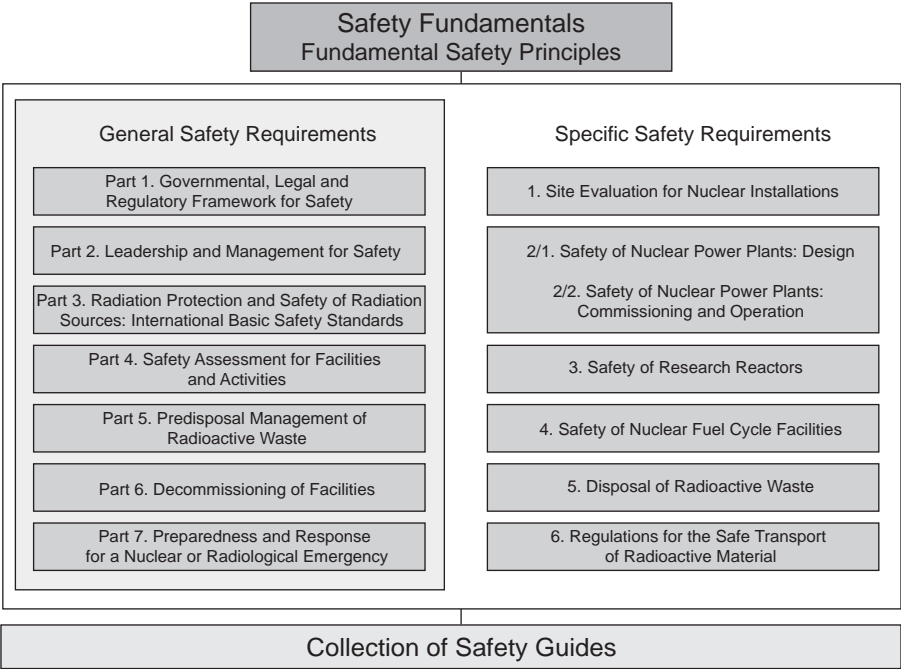 Safety Fundamentals
Fundamental Safety Principles
General Safety Requirements
Part 1. Governmental, Legal and
Regulatory Framework for Safety
Part 2. Leadership and Management for Safety
Part 3. Radiation Protection and Safety of Radiation
Sources: International Basic Safety Standards
Part 4. Safety Assessment for Facilities
and Activities
Part 5. Predisposal Management of
Radioactive Waste
Part 6. Decommissioning of Facilities
Part 7. Preparedness and Response
for a Nuclear or Radiological Emergency
Specific Safety Requirements
1. Site Evaluation for Nuclear Installations
2/1. Safety of Nuclear Power Plants: Design
2/2. Safety of Nuclear Power Plants:
Commissioning and Operation
3. Safety of Research Reactors
4. Safety of Nuclear Fuel Cycle Facilities
5. Disposal of Radioactive Waste
6. Regulations for the Safe Transport
of Radioactive Material
Collection of Safety Guides